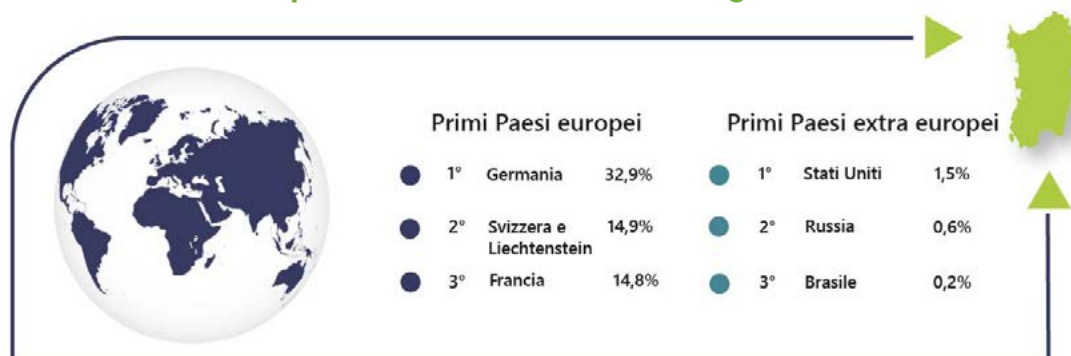 Primi Paesi europei
1° Germania 32,9%
2° Svizzera e 14,9%
Liechtenstein
3° Francia 14,8%
Primi Paesi extra europei
1° Stati Uniti 1,5%
2° Russia 0,6%
3° Brasile 0,2%